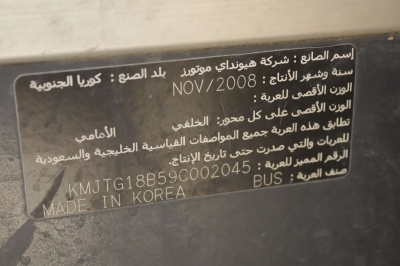 إسم الصانع : شركة هيونداي موتورز بلد الصنع : كوريا الجنوبية
سنة وشهر الأنتاج : NOV/2008
الوزن الأقصى للعربة :
الوزن الأقصى على كل محور: الخلفي الأمامي
تطابق هذه العربة جميع المواصفات القياسية الخليجية والسعودية
للعربات والتي صدرت حتى تاريخ الإنتاج.
الرقم المميز للعربة : KMJTG18B59C002045
صنف العربة : BUS
MADE IN KOREA